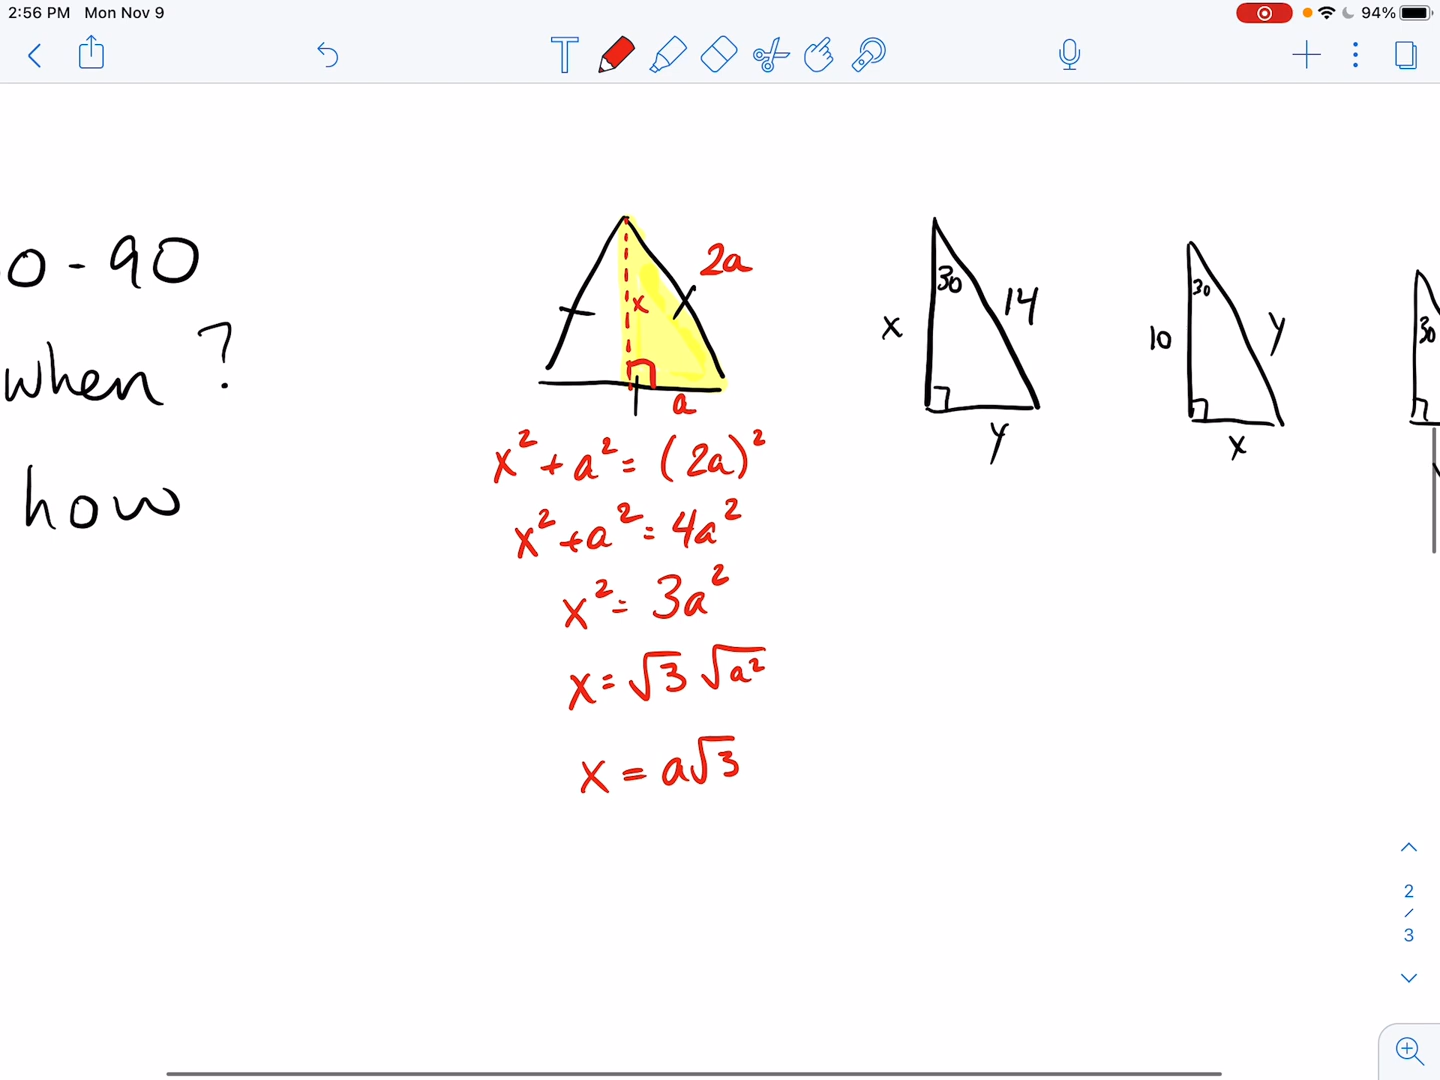 2:56 PM Mon Nov 9
94%
T
0 - 90
when ?
how
2a
x
a
x² + a² = (2a)²
x² + a² = 4a²
x² = 3a²
x = √3 √a²
x = a√3
30
14
x
y
30
10
y
x
30
2
/
3